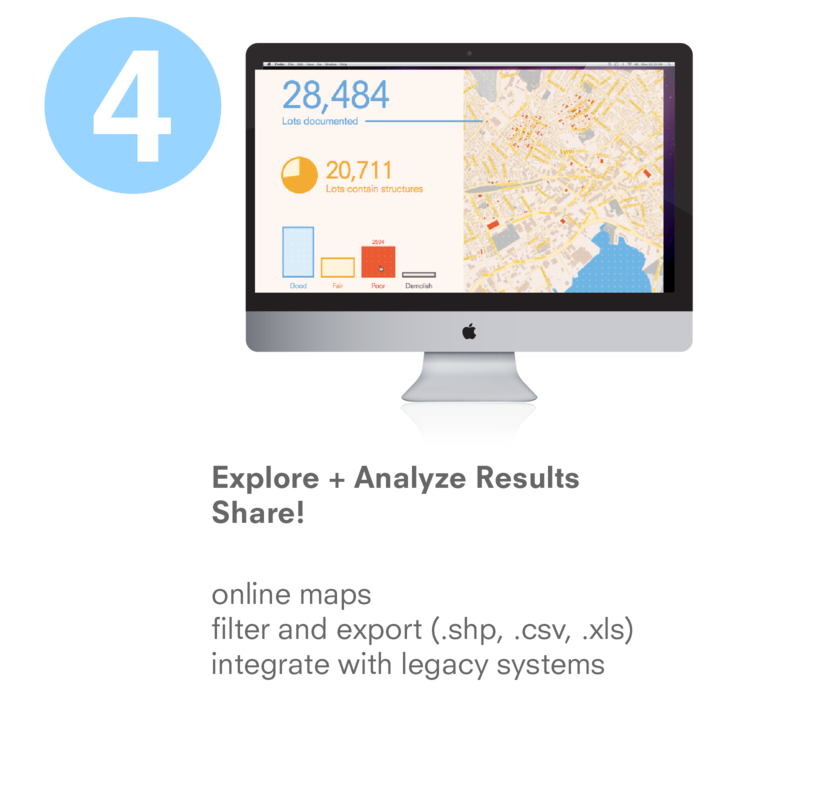 4
28,484
Lots documented
20,711
Lots contain structures
Good
Fair
Poor
Demolish
Explore + Analyze Results
Share!
online maps
filter and export (.shp, .csv, .xls)
integrate with legacy systems